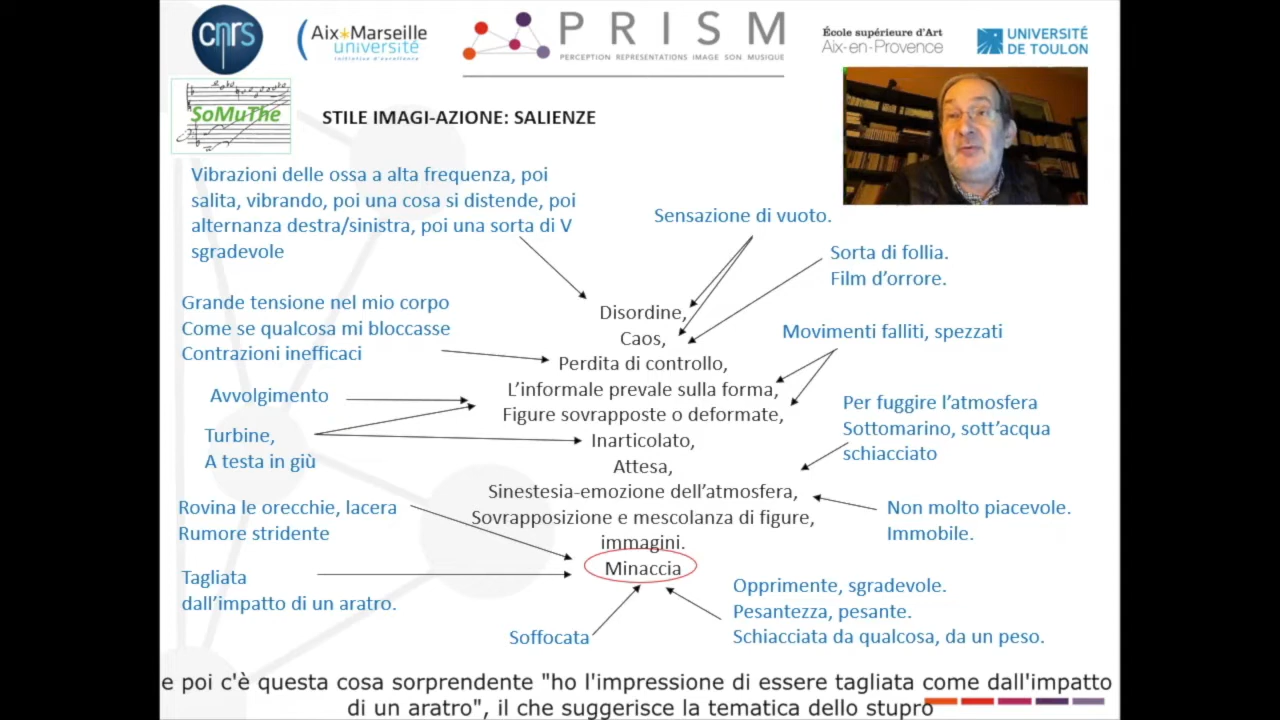 cnrs
Aix*Marseille
université
Initiative d'excellence
PRISM
PERCEPTION REPRESENTATIONS IMAGE SON MUSIQUE
École supérieure d'Art
Aix-en-Provence
UNIVERSITÉ
DE TOULON
SoMuThe
STILE IMAGI-AZIONE: SALIENZE
Vibrazioni delle ossa a alta frequenza, poi
salita, vibrando, poi una cosa si distende, poi
alternanza destra/sinistra, poi una sorta di V
sgradevole
Sensazione di vuoto.
Sorta di follia.
Film d'orrore.
Grande tensione nel mio corpo
Come se qualcosa mi bloccasse
Contrazioni inefficaci
Movimenti falliti, spezzati
Avvolgimento
Turbine,
A testa in giù
Per fuggire l'atmosfera
Sottomarino, sott'acqua
schiacciato
Disordine,
Caos,
Perdita di controllo,
L'informale prevale sulla forma,
Figure sovrapposte o deformate,
Inarticolato,
Attesa,
Sinestesia-emozione dell'atmosfera,
Sovrapposizione e mescolanza di figure,
immagini.
Minaccia
Rovina le orecchie, lacera
Rumore stridente
Non molto piacevole.
Immobile.
Tagliata
dall'impatto di un aratro.
Soffocata
Opprimente, sgradevole.
Pesantezza, pesante.
Schiacciata da qualcosa, da un peso.
e poi c'è questa cosa sorprendente "ho l'impressione di essere tagliata come dall'impatto
di un aratro", il che suggerisce la tematica dello stupro